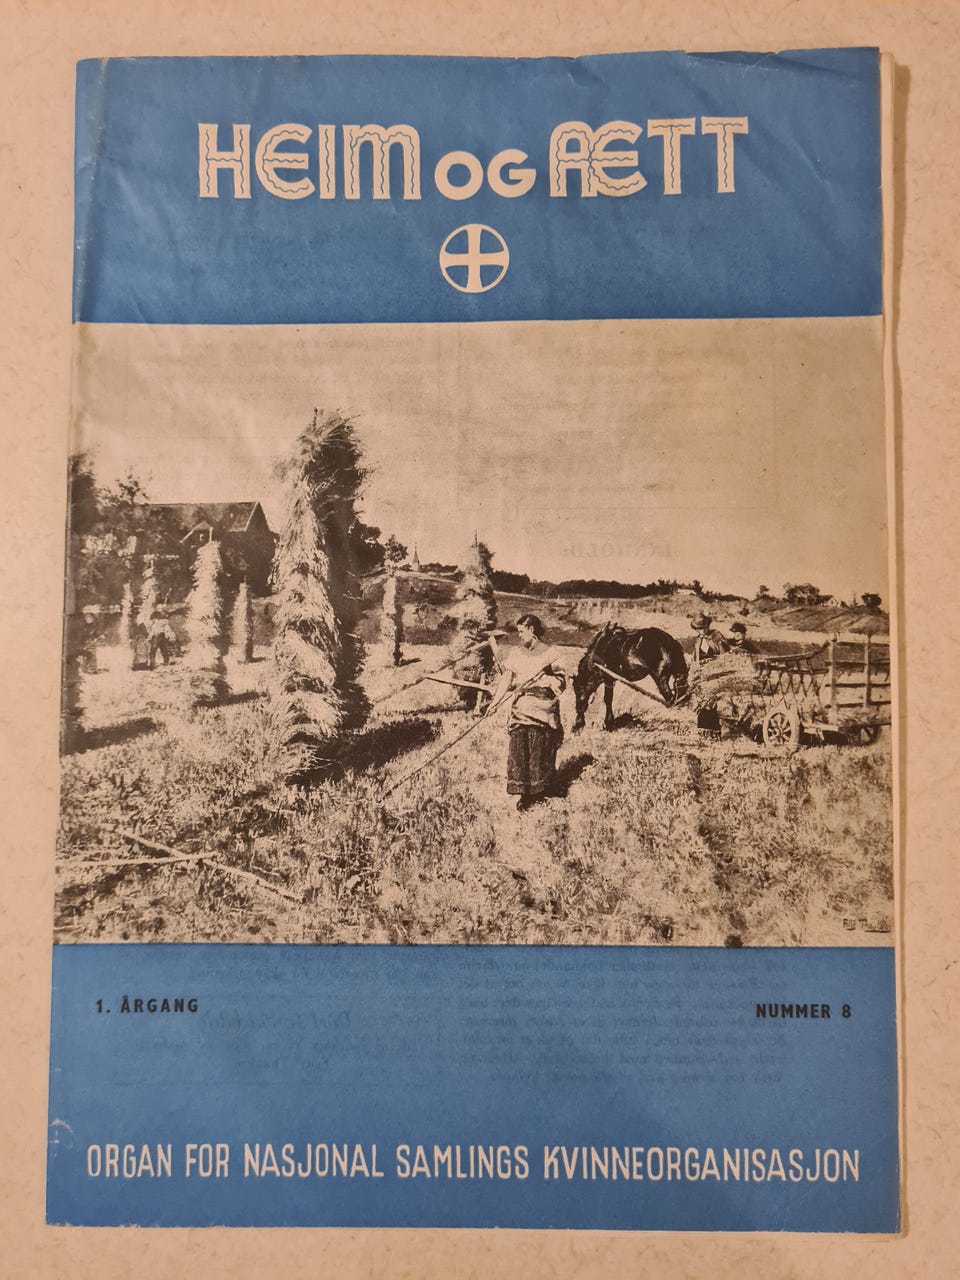 HEIM OG ÆTT
1. ÅRGANG
NUMMER 8
ORGAN FOR NASJONAL SAMLINGS KVINNEORGANISASJON